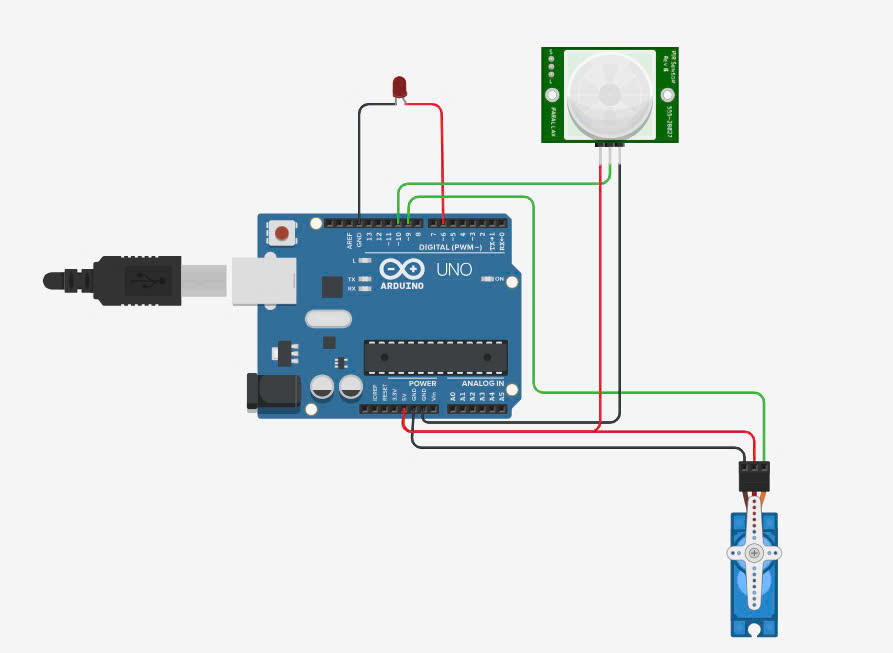 PIR Sensor
Rev B
555-28027
PARALLAX
AREF
GND
13
12
~11
~10
~9
8
7
~6
~5
4
~3
2
TX→1
RX←0
DIGITAL (PWM~)
L
TX
RX
UNO
ARDUINO
ON
POWER
ANALOG IN
IOREF
RESET
3.3V
5V
GND
GND
Vin
A0
A1
A2
A3
A4
A5